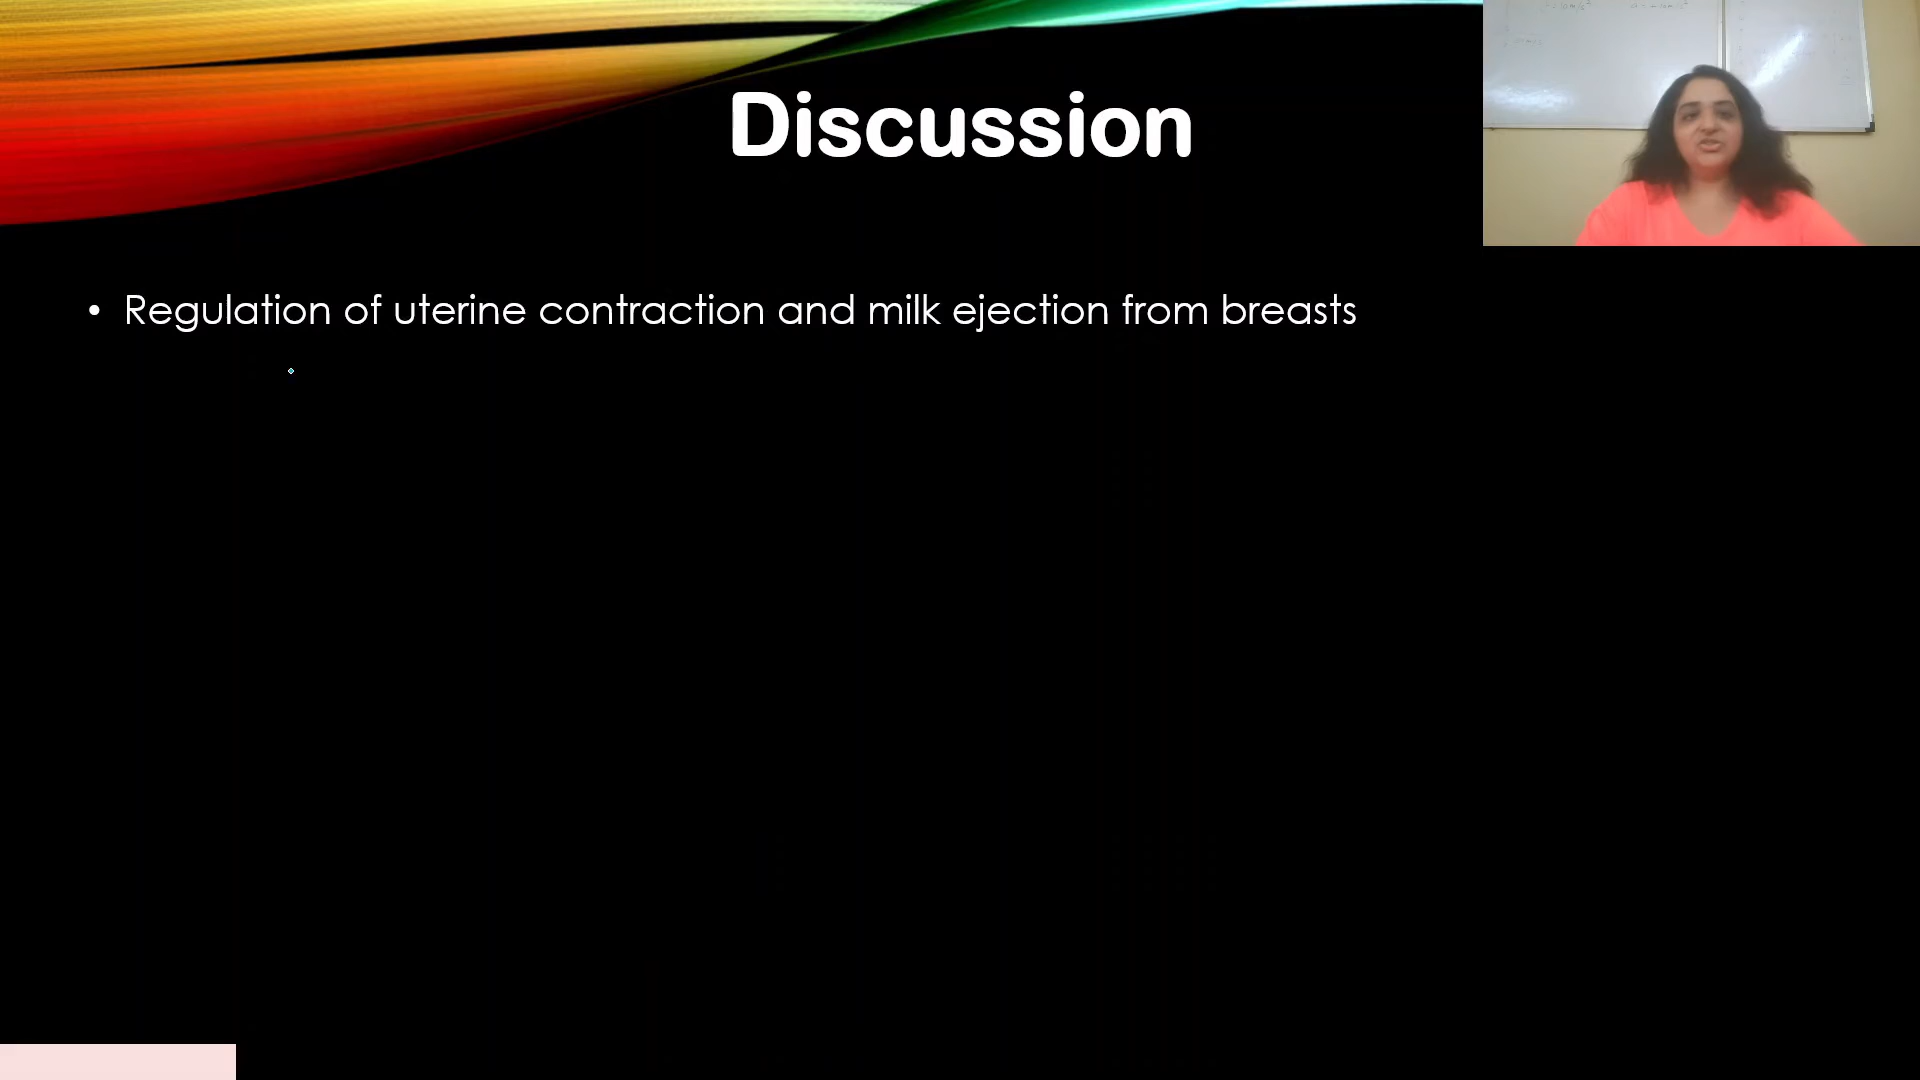 Discussion
• Regulation of uterine contraction and milk ejection from breasts